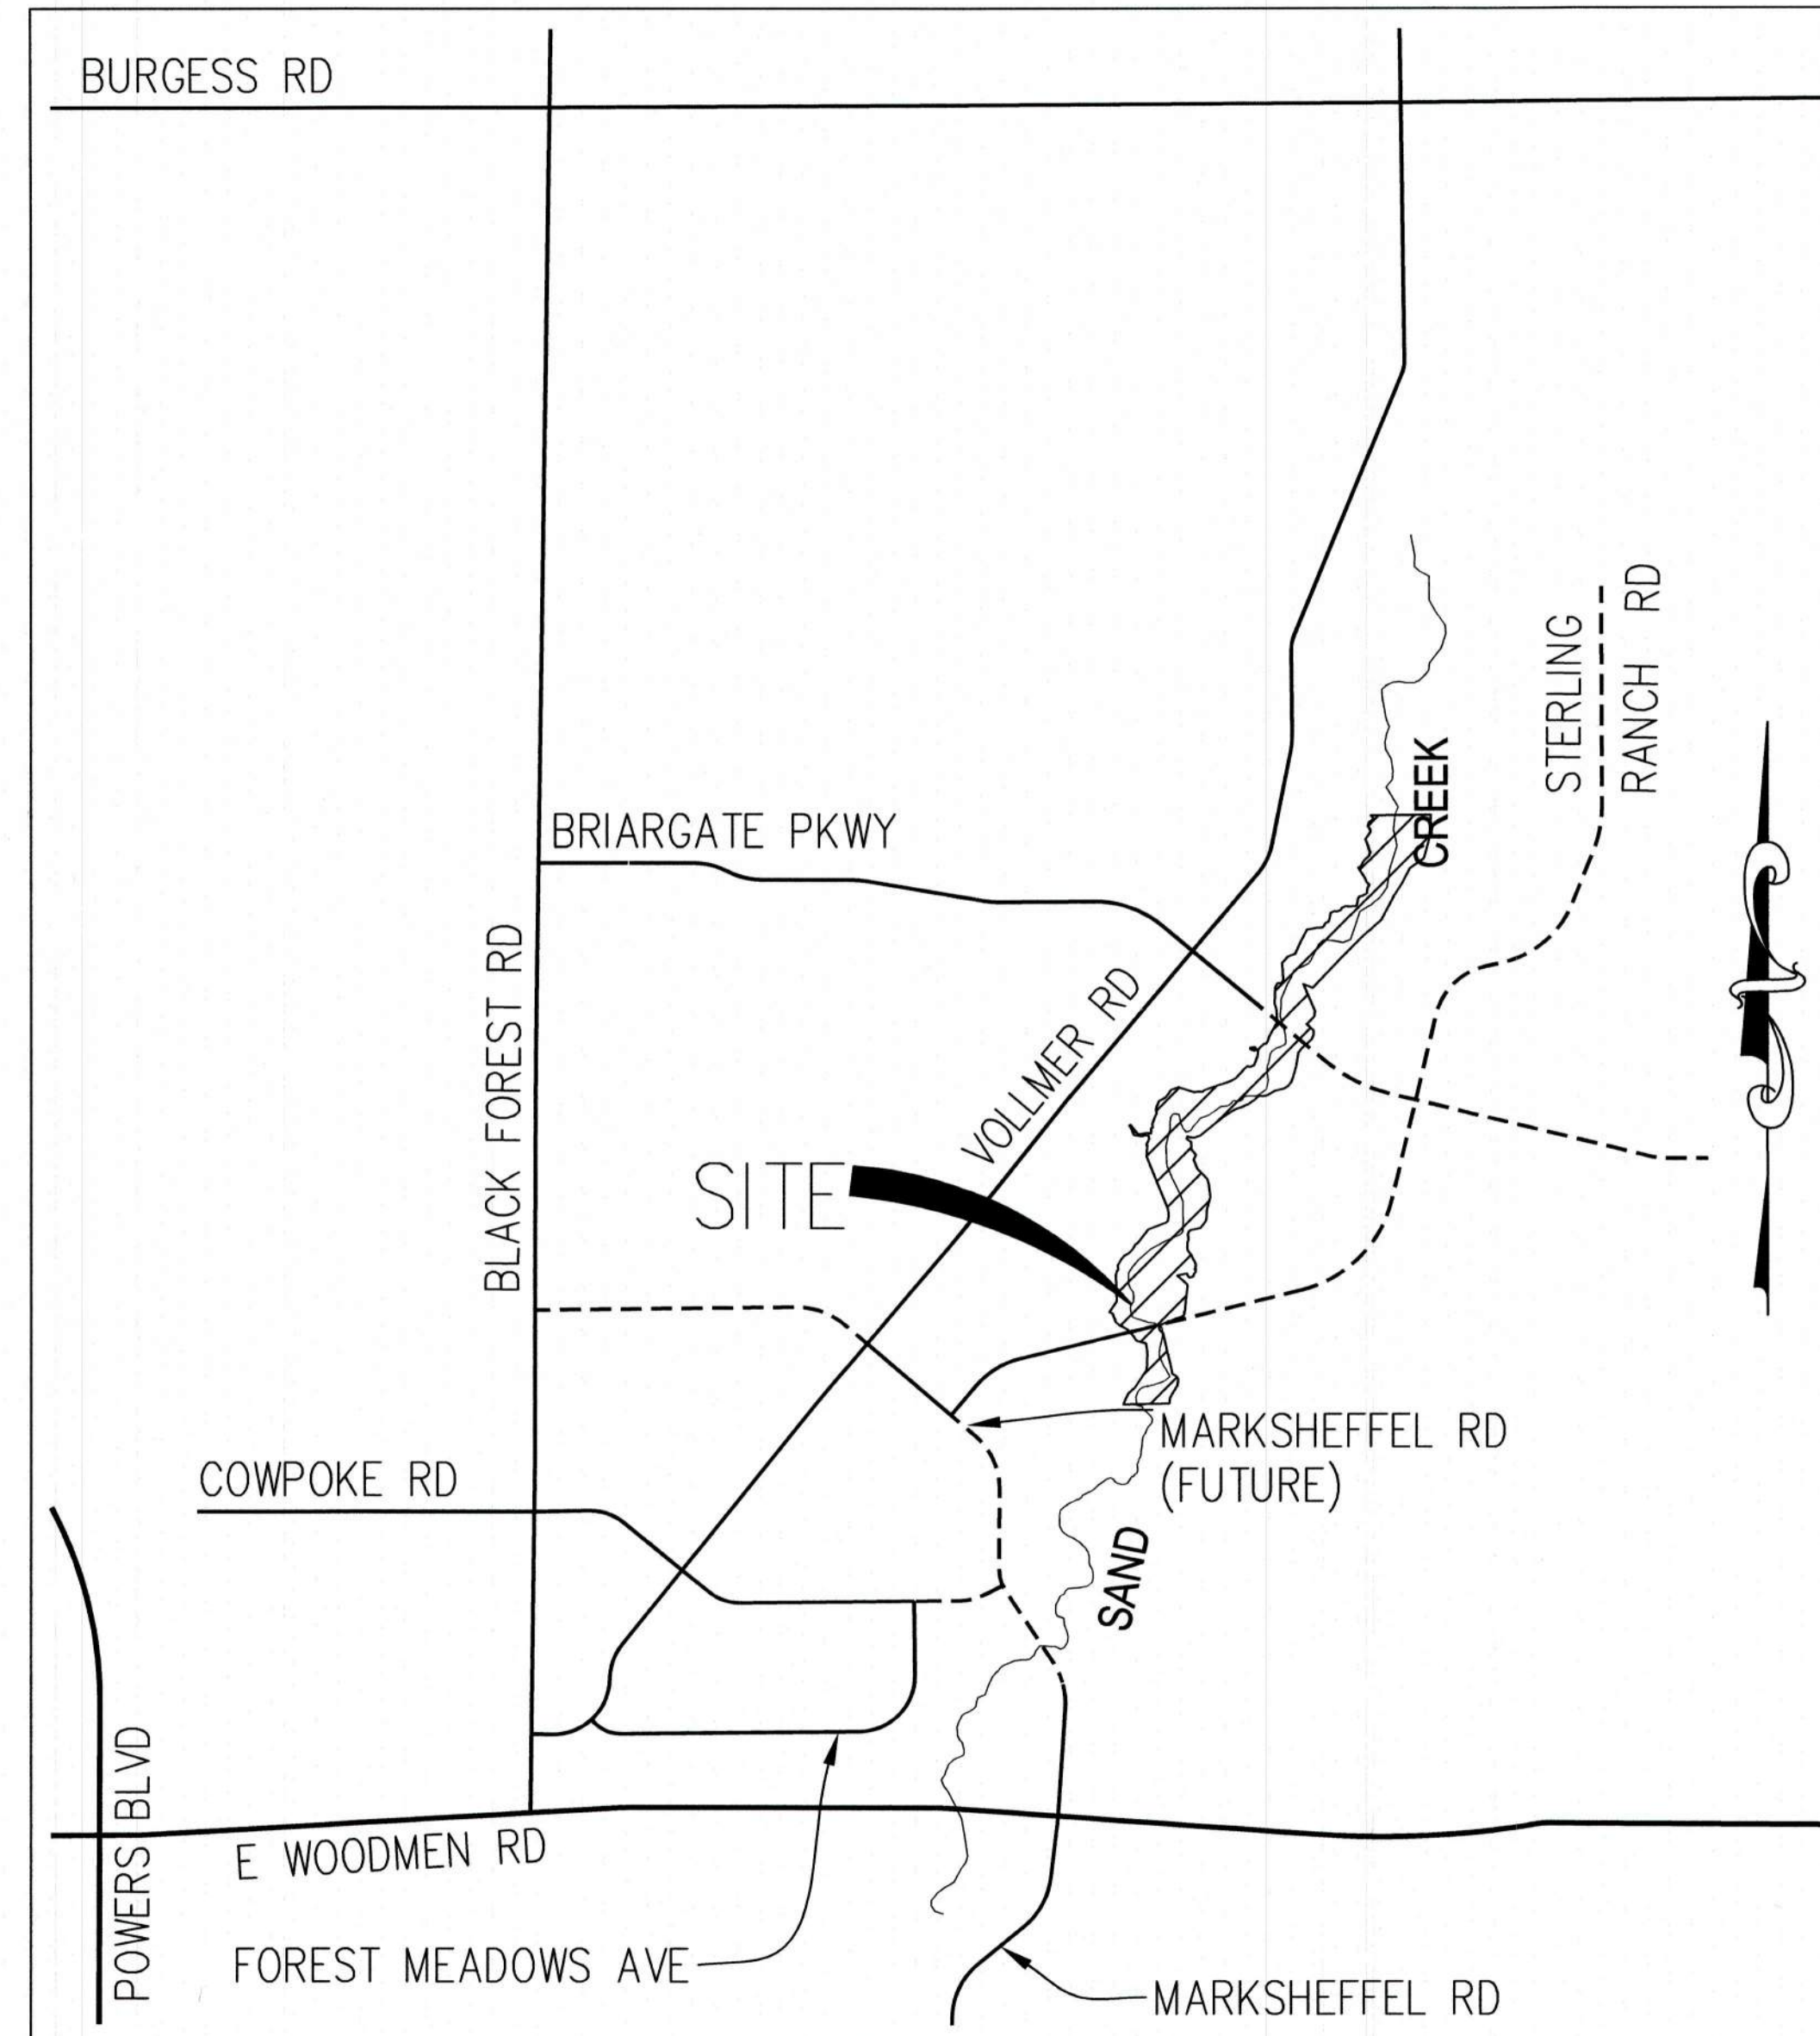 BURGESS RD
STERLING
RANCH RD
CREEK
BRIARGATE PKWY
BLACK FOREST RD
VOLLMER RD
SITE
MARKSHEFFEL RD
(FUTURE)
COWPOKE RD
SAND
POWERS BLVD
E WOODMEN RD
FOREST MEADOWS AVE
MARKSHEFFEL RD